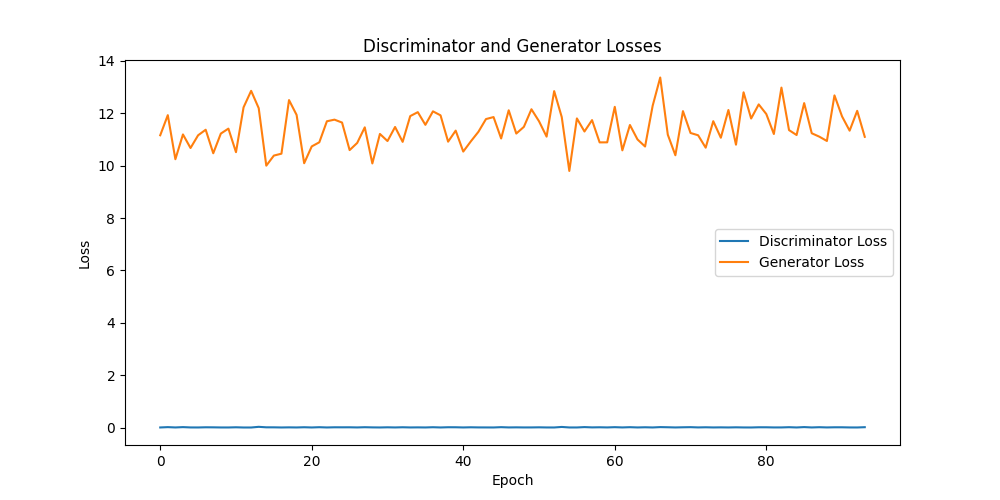 Discriminator and Generator Losses
14
12
10
8
6
4
2
0
Loss
Discriminator Loss
Generator Loss
0 20 40 60 80
Epoch